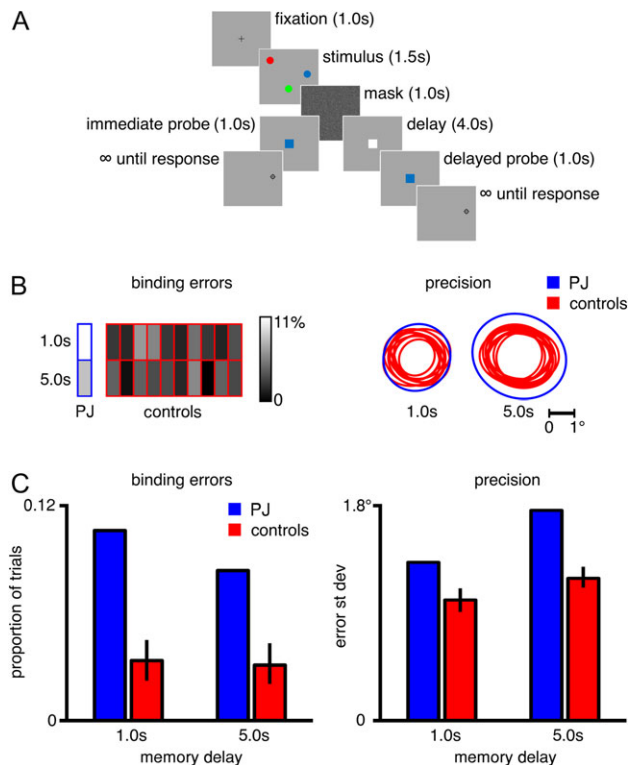 A
fixation (1.0s)
stimulus (1.5s)
mask (1.0s)
immediate probe (1.0s)
delay (4.0s)
∞ until response
delayed probe (1.0s)
∞ until response
B
binding errors
precision
PJ
controls
1.0s
5.0s
PJ
controls
11%
0
1.0s
5.0s
0 1°
C
binding errors
precision
0.12
0
proportion of trials
PJ
controls
1.0s
5.0s
memory delay
1.8°
0
error st dev
1.0s
5.0s
memory delay